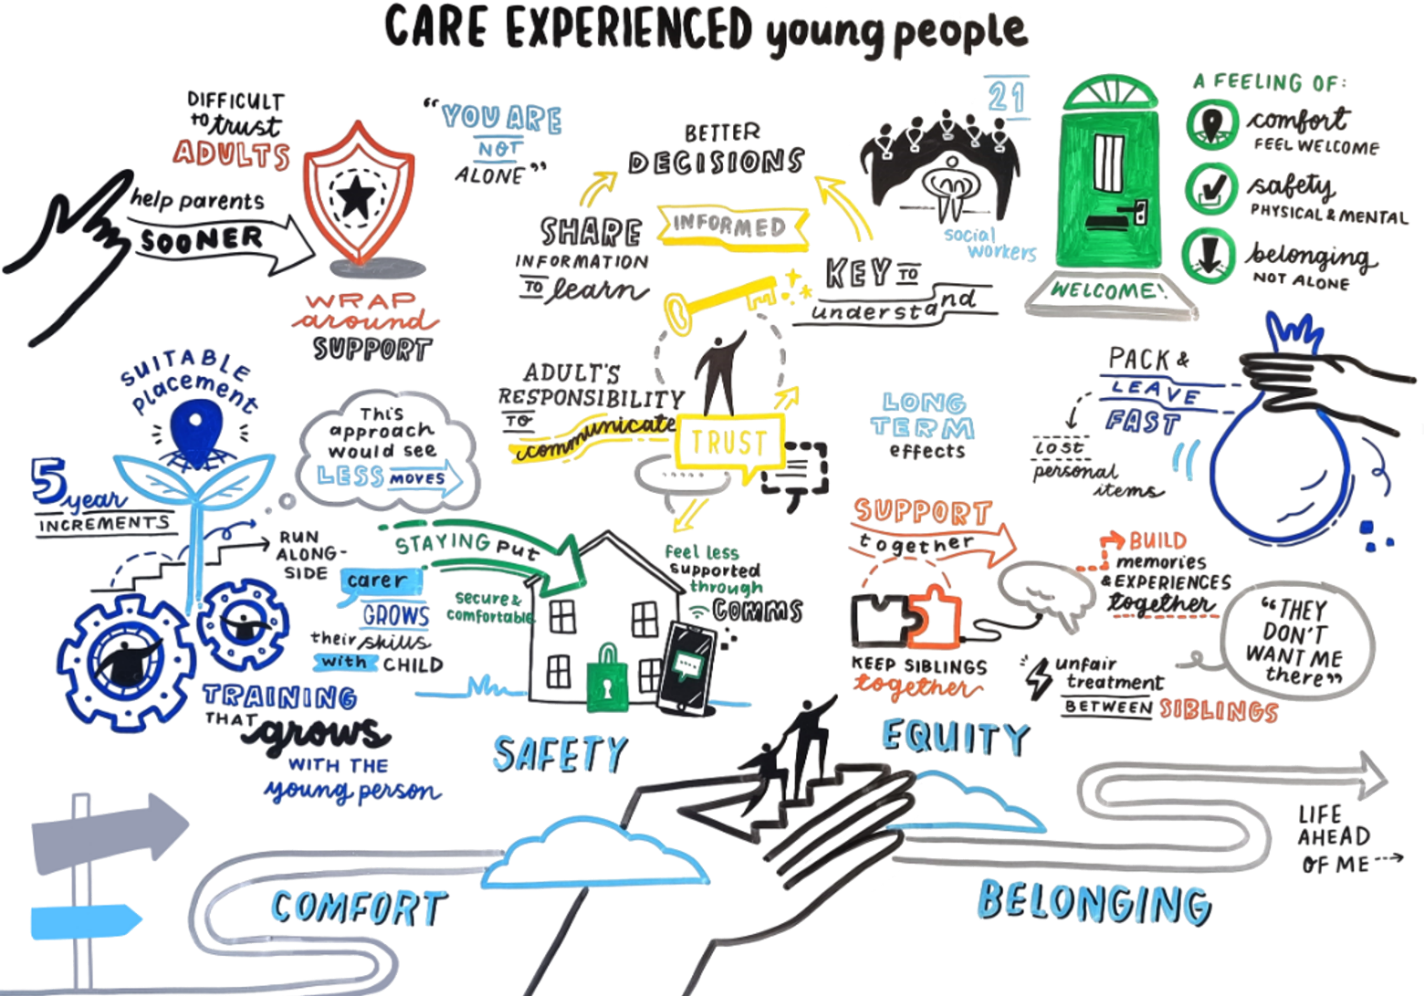 CARE EXPERIENCED young people
DIFFICULT
to trust
ADULTS
help parents
SOONER
WRAP
around
SUPPORT
"YOU ARE
NOT
ALONE"
BETTER
DECISIONS
SHARE
INFORMATION
TO learn
INFORMED
KEY TO
understand
21
social
workers
WELCOME!
A FEELING OF:
comfort
FEEL WELCOME
safety
PHYSICAL & MENTAL
belonging
NOT ALONE
SUITABLE
placement
5 year
INCREMENTS
This
approach
would see
LESS MOVES
RUN
ALONG-
SIDE
carer
GROWS
their skills
with CHILD
TRAINING
THAT grows
WITH THE
young person
ADULT'S
RESPONSIBILITY
TO
communicate
TRUST
STAYING put
secure &
comfortable
feel less
supported
through
COMMS
LONG
TERM
effects
PACK &
LEAVE
FAST
LOST
personal
items
SUPPORT
together
KEEP SIBLINGS
together
BUILD
memories
& EXPERIENCES
together
unfair
treatment
BETWEEN SIBLINGS
"THEY
DON'T
WANT ME
there"
SAFETY
EQUITY
COMFORT
BELONGING
LIFE
AHEAD
OF ME